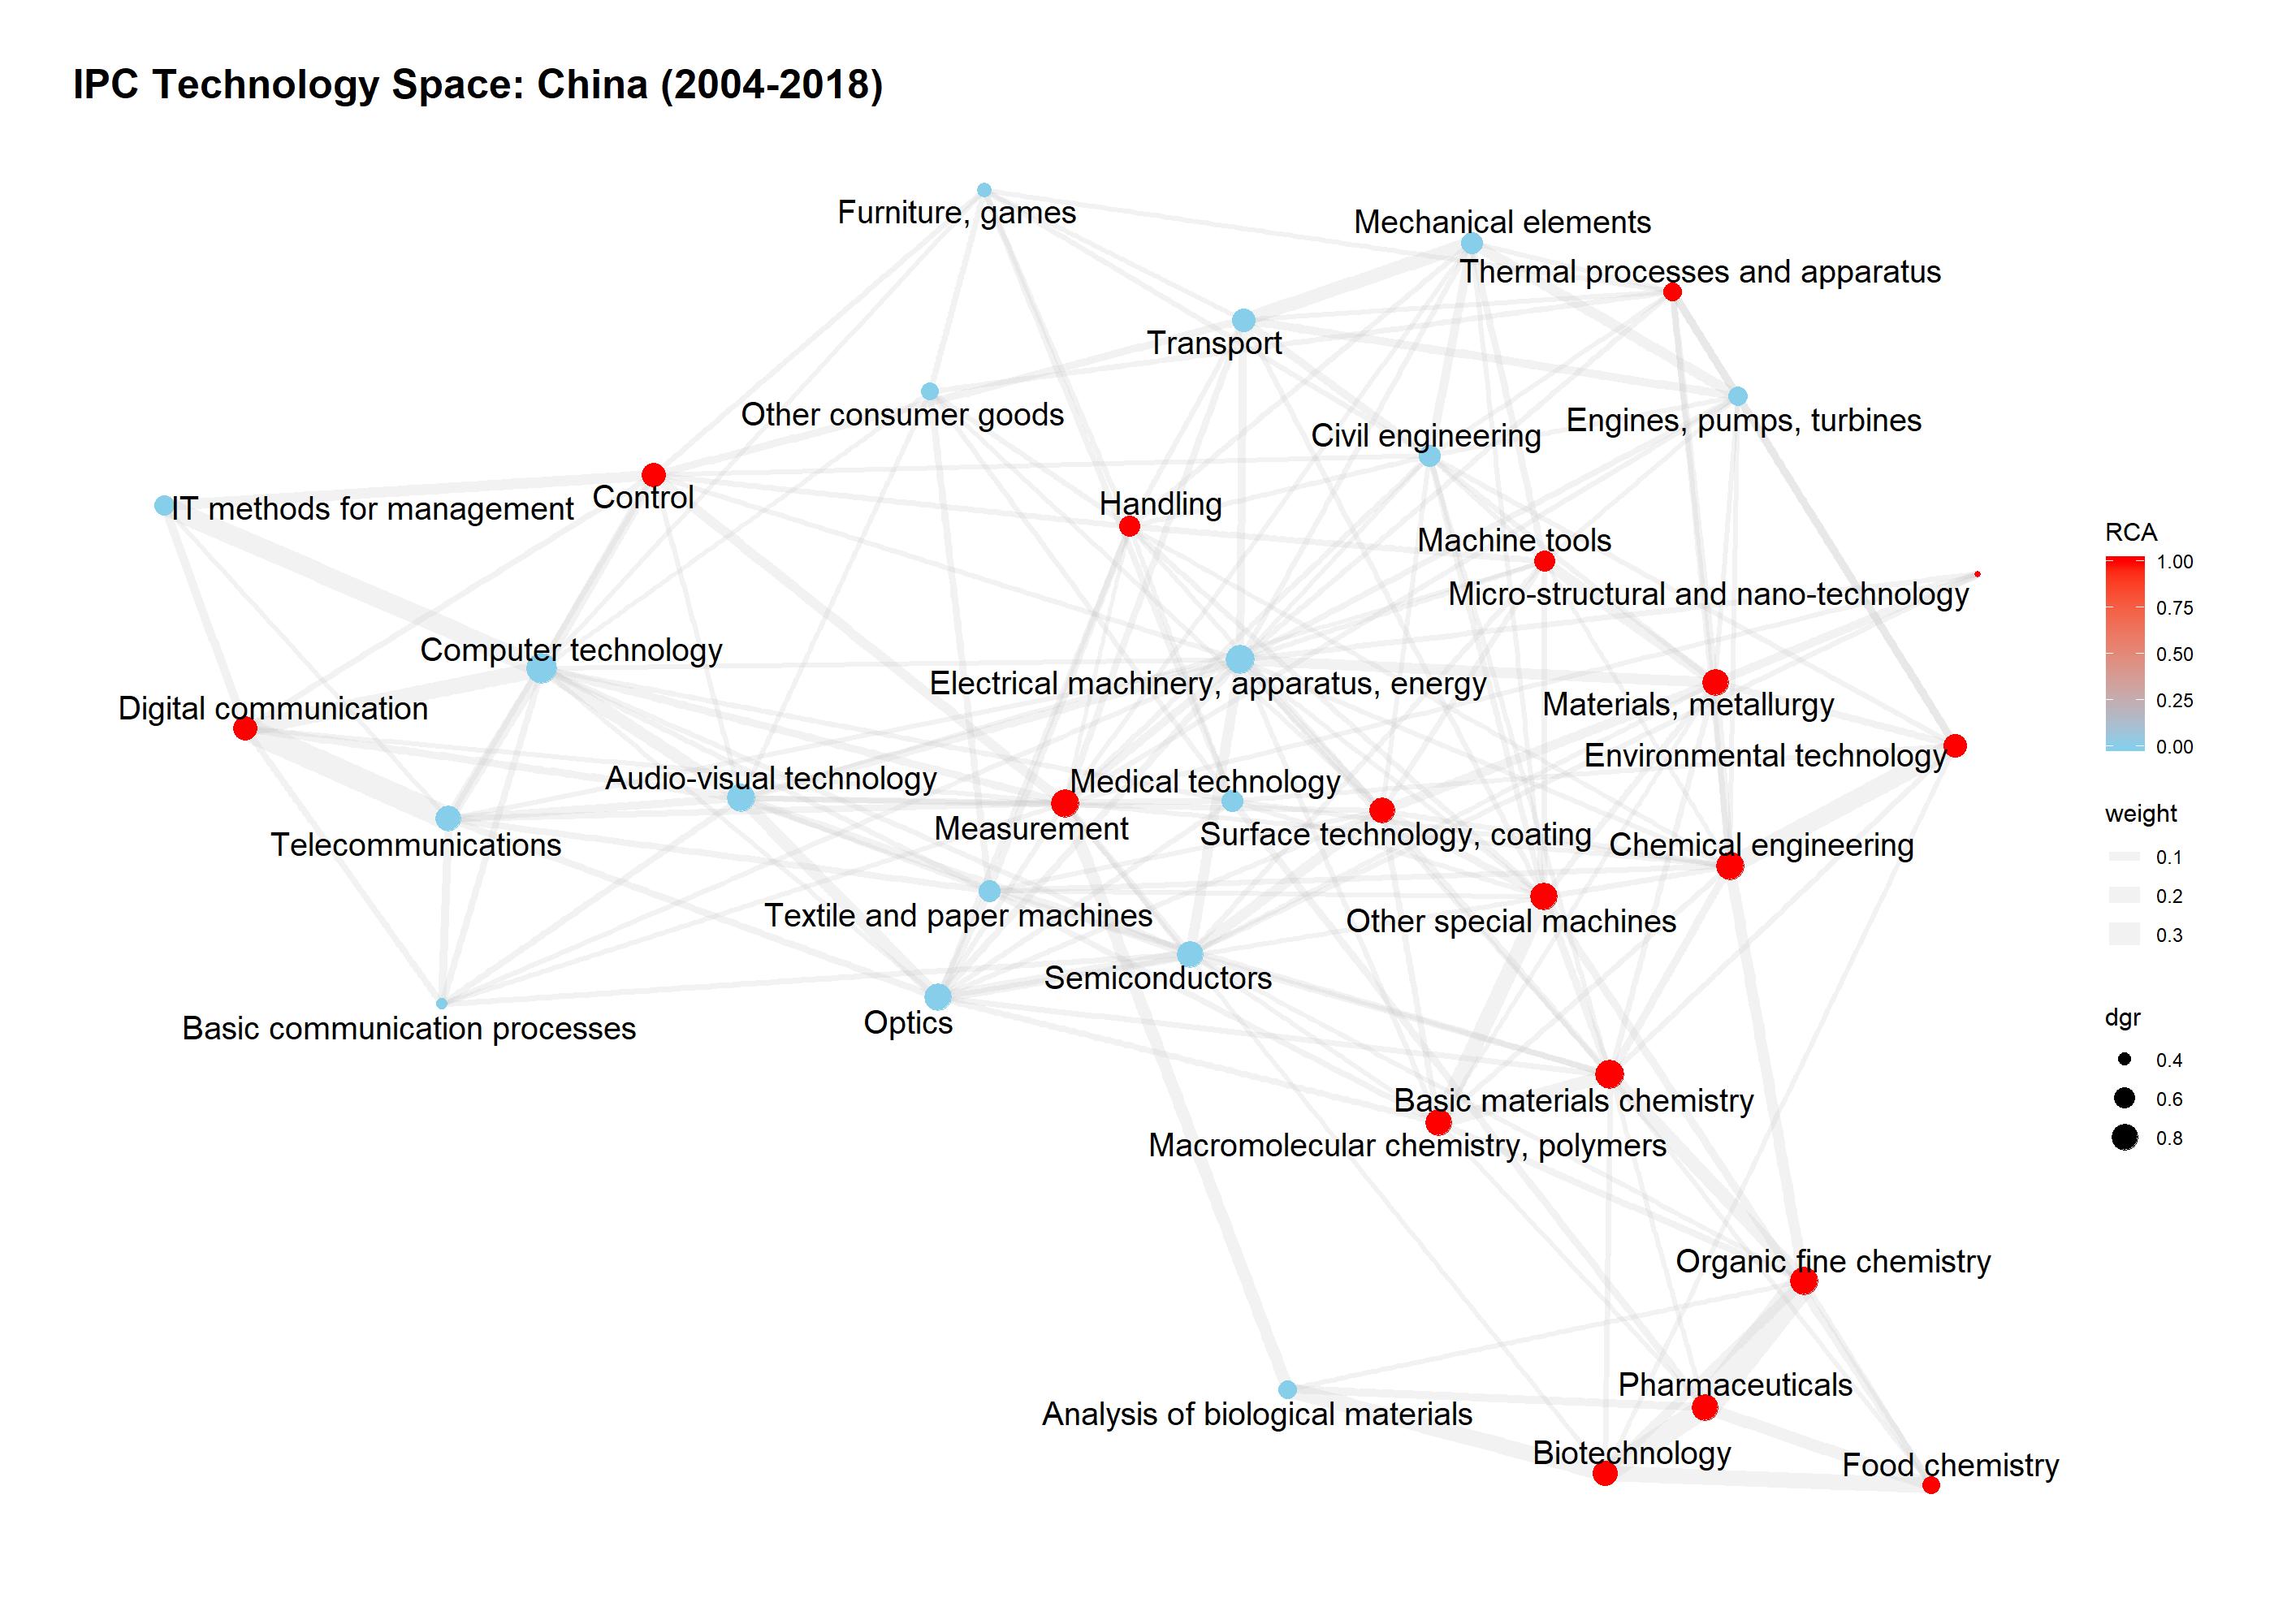 IPC Technology Space: China (2004-2018)
Furniture, games
Mechanical elements
Thermal processes and apparatus
Transport
Other consumer goods
Engines, pumps, turbines
Civil engineering
Control
IT methods for management
Handling
Machine tools
Micro-structural and nano-technology
Computer technology
Electrical machinery, apparatus, energy
Materials, metallurgy
Digital communication
Environmental technology
Audio-visual technology
Medical technology
Measurement
Surface technology, coating
Telecommunications
Chemical engineering
Textile and paper machines
Other special machines
Semiconductors
Optics
Basic communication processes
Basic materials chemistry
Macromolecular chemistry, polymers
Organic fine chemistry
Pharmaceuticals
Analysis of biological materials
Biotechnology
Food chemistry
RCA
1.00
0.75
0.50
0.25
0.00
weight
0.1
0.2
0.3
dgr
0.4
0.6
0.8